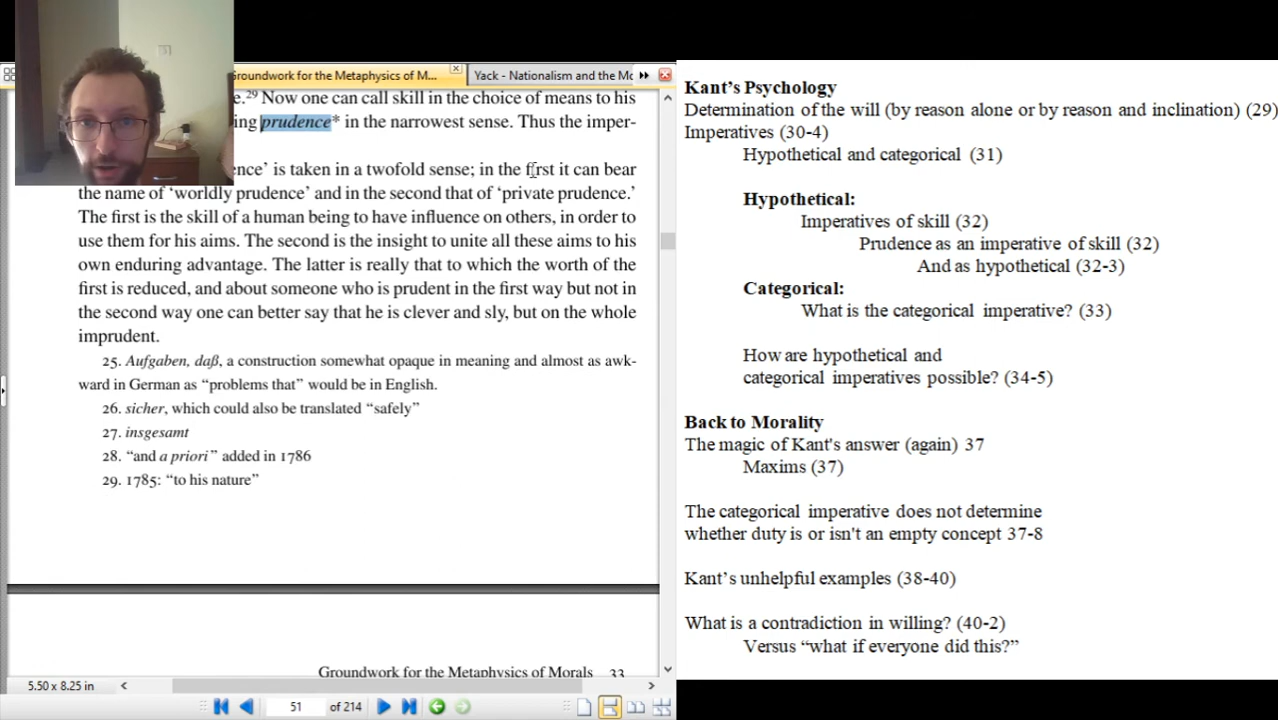 Groundwork for the Metaphysics of M...
Yack - Nationalism and the Mo
e.²⁹ Now one can call skill in the choice of means to his
ing prudence* in the narrowest sense. Thus the imper-
ence’ is taken in a twofold sense; in the first it can bear
the name of ‘worldly prudence’ and in the second that of ‘private prudence.’
The first is the skill of a human being to have influence on others, in order to
use them for his aims. The second is the insight to unite all these aims to his
own enduring advantage. The latter is really that to which the worth of the
first is reduced, and about someone who is prudent in the first way but not in
the second way one can better say that he is clever and sly, but on the whole
imprudent.
25. Aufgaben, daß, a construction somewhat opaque in meaning and almost as awk-
ward in German as “problems that” would be in English.
26. sicher, which could also be translated “safely”
27. insgesamt
28. “and a priori” added in 1786
29. 1785: “to his nature”
Groundwork for the Metaphysics of Morals 33
5.50 x 8.25 in
51 of 214
Kant’s Psychology
Determination of the will (by reason alone or by reason and inclination) (29)
Imperatives (30-4)
Hypothetical and categorical (31)
Hypothetical:
Imperatives of skill (32)
Prudence as an imperative of skill (32)
And as hypothetical (32-3)
Categorical:
What is the categorical imperative? (33)
How are hypothetical and
categorical imperatives possible? (34-5)
Back to Morality
The magic of Kant's answer (again) 37
Maxims (37)
The categorical imperative does not determine
whether duty is or isn't an empty concept 37-8
Kant’s unhelpful examples (38-40)
What is a contradiction in willing? (40-2)
Versus “what if everyone did this?”